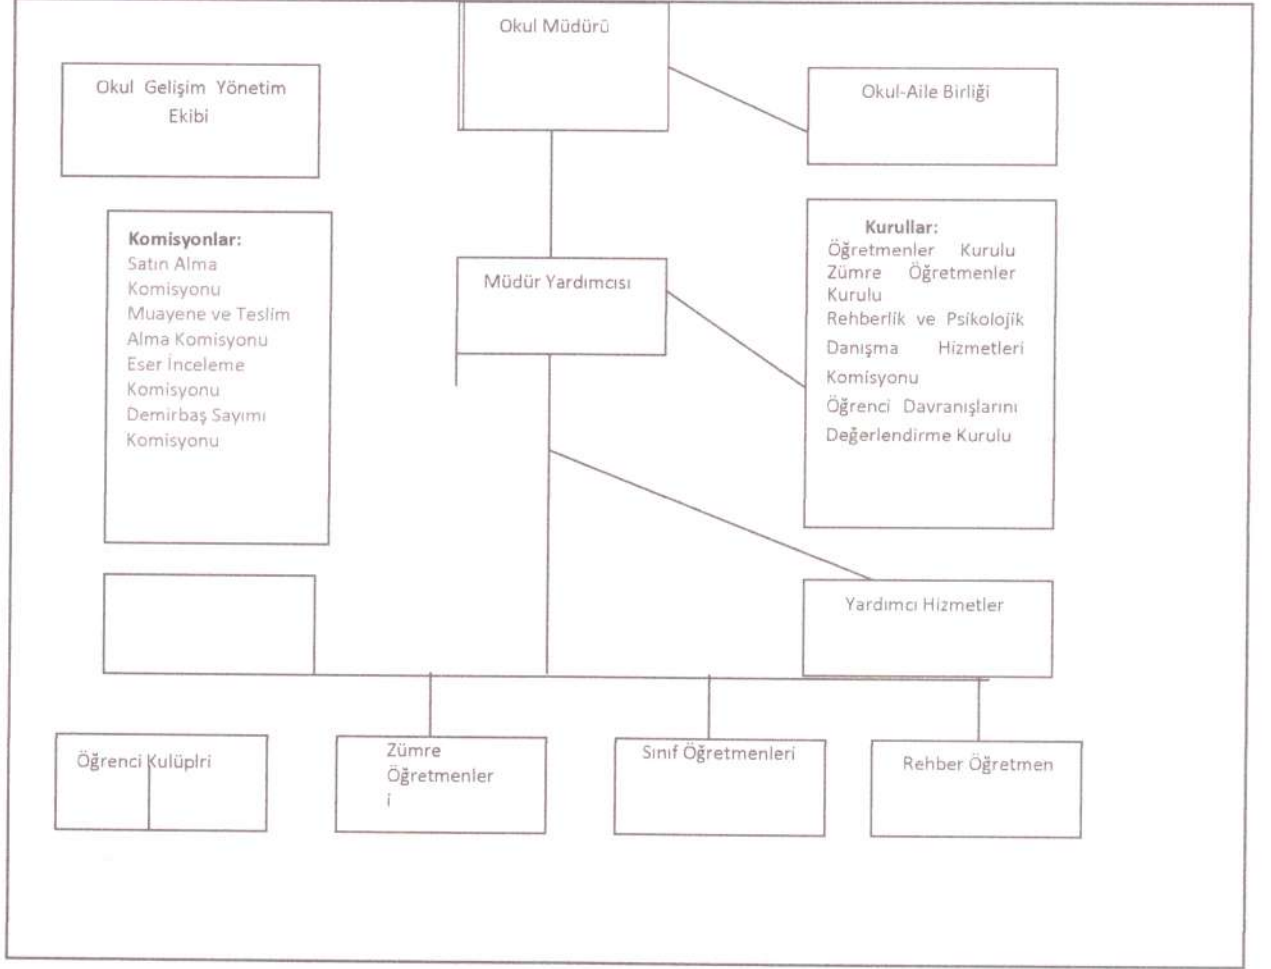 Okul Müdürü
Okul Gelişim Yönetim
Ekibi
Okul-Aile Birliği
Komisyonlar:
Satın Alma
Komisyonu
Muayene ve Teslim
Alma Komisyonu
Eser İnceleme
Komisyonu
Demirbaş Sayımı
Komisyonu
Müdür Yardımcısı
Kurullar:
Öğretmenler Kurulu
Zümre Öğretmenler
Kurulu
Rehberlik ve Psikolojik
Danışma Hizmetleri
Komisyonu
Öğrenci Davranışlarını
Değerlendirme Kurulu
Yardımcı Hizmetler
Öğrenci Kulüplri
Zümre
Öğretmenler
i
Sınıf Öğretmenleri
Rehber Öğretmen